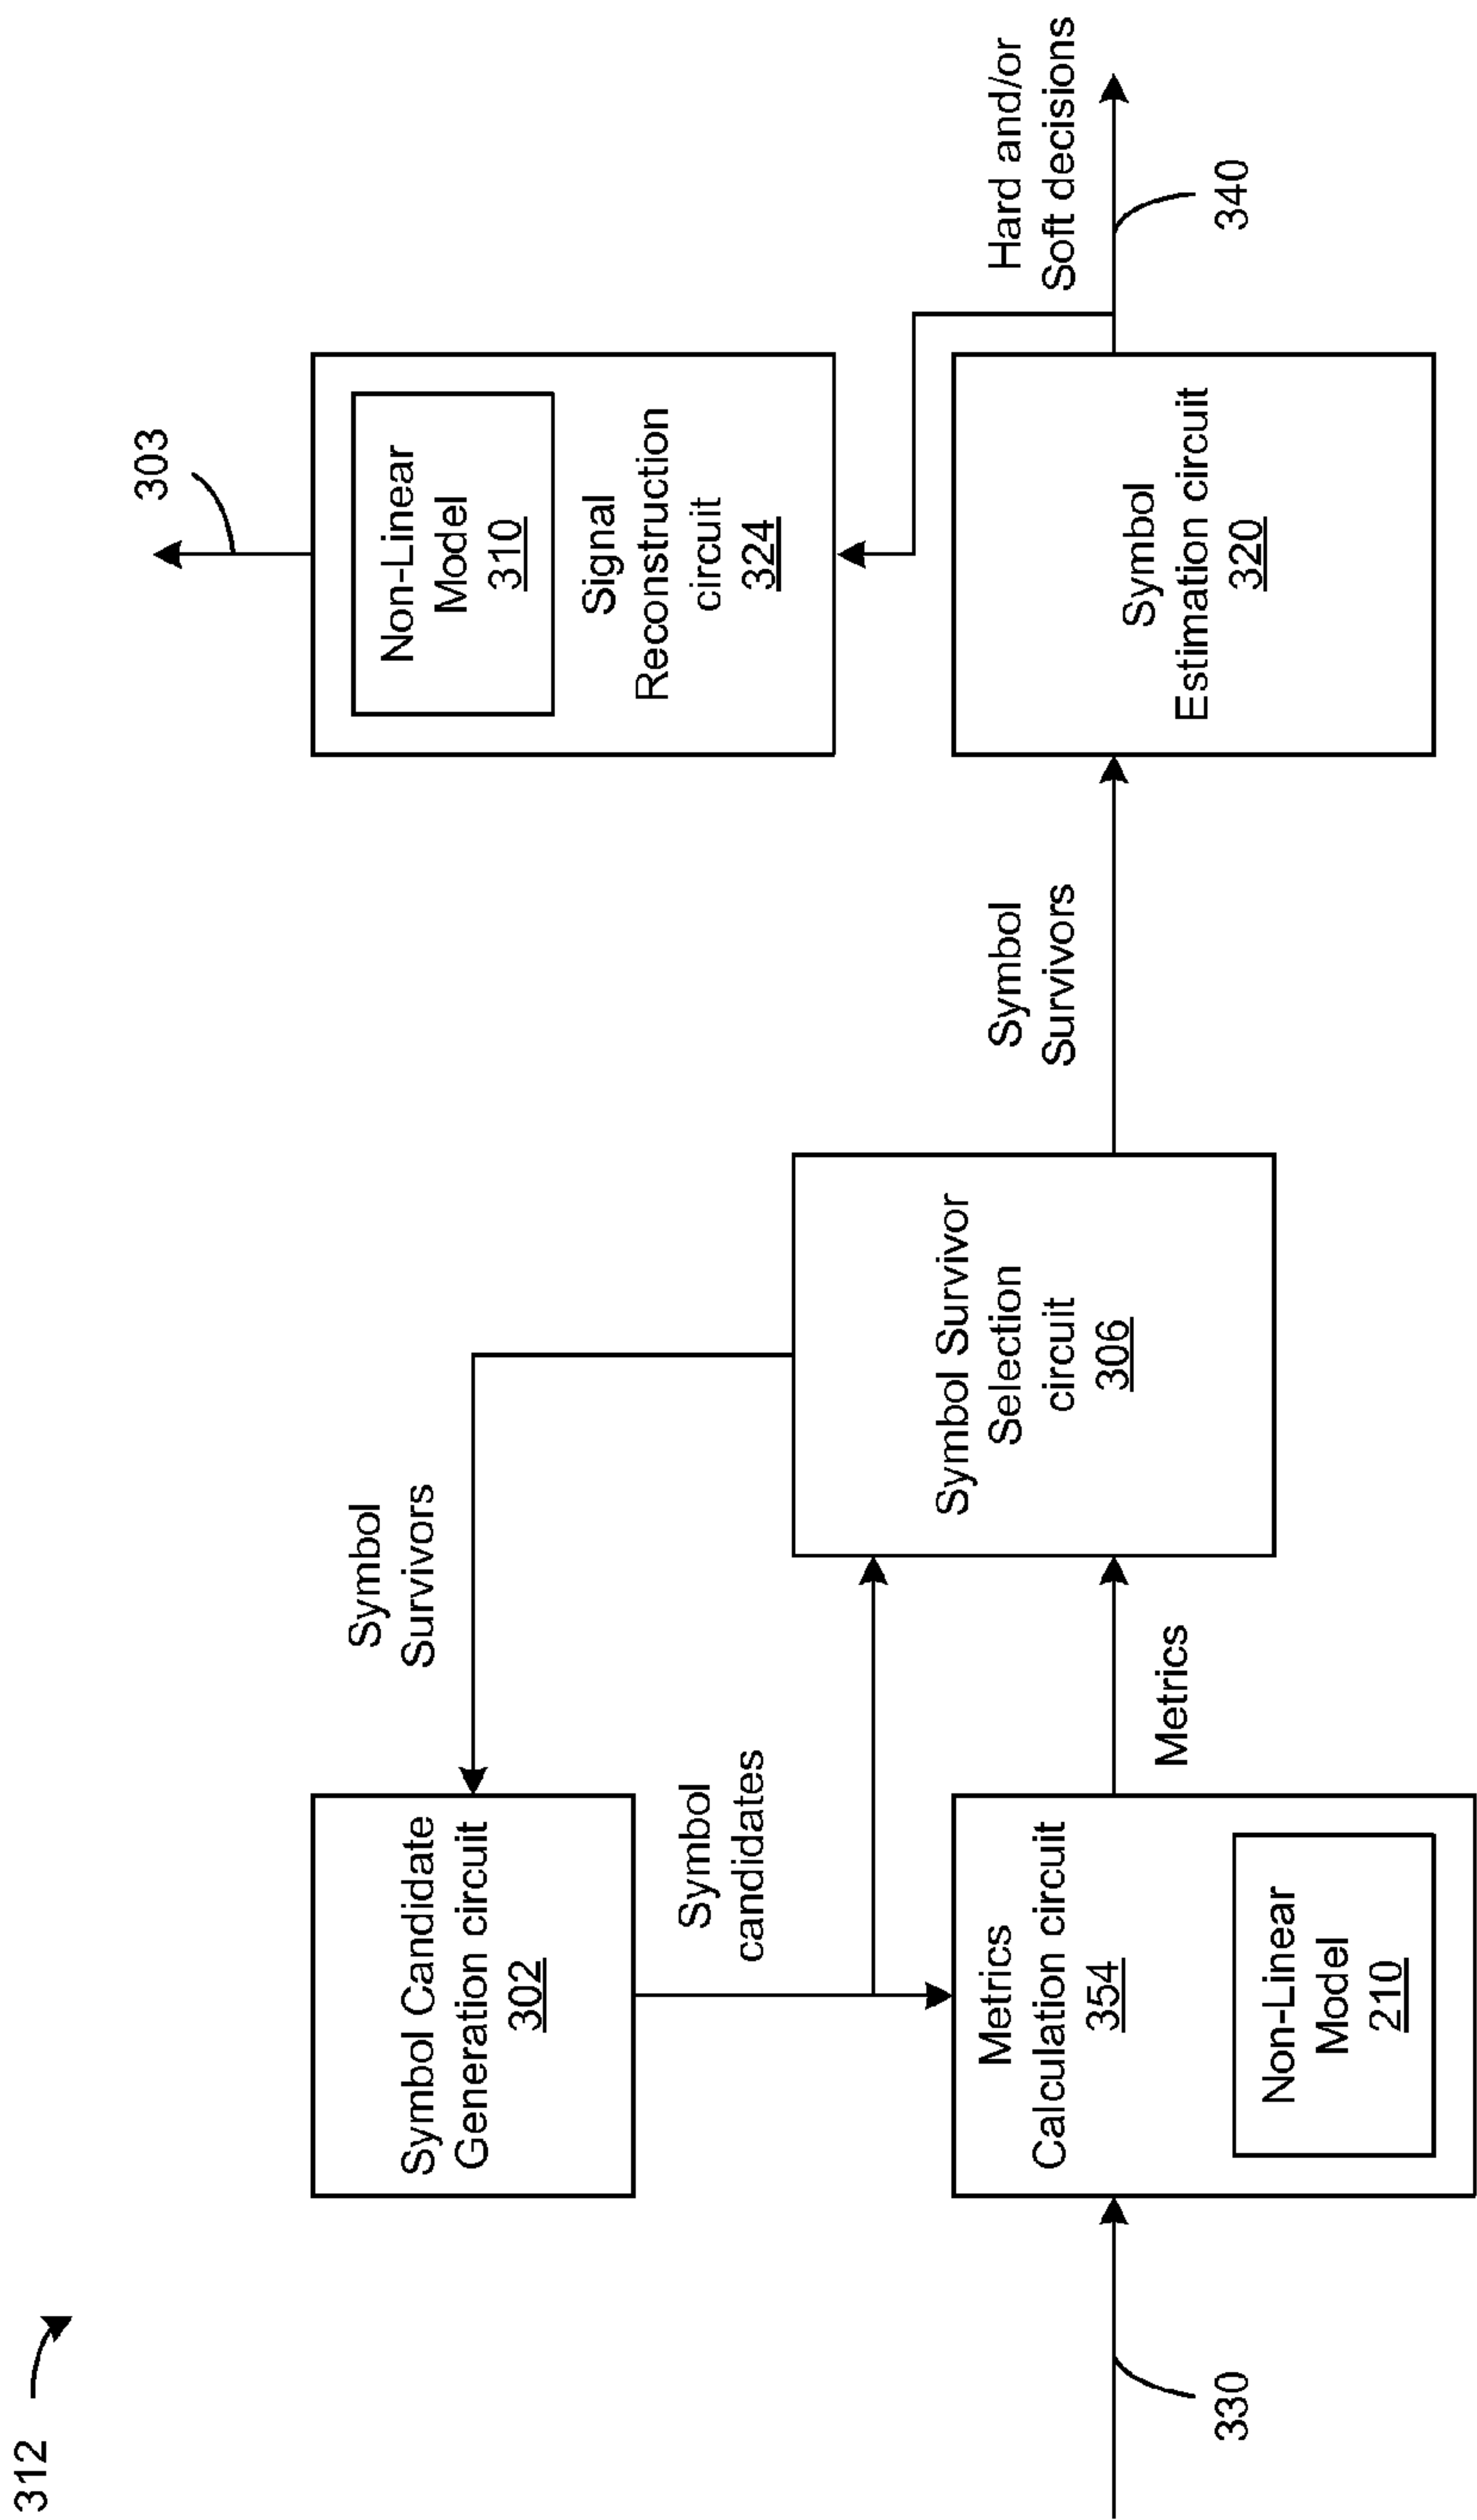 312
Symbol Candidate
Generation circuit
302
Symbol
Survivors
Non-Linear
Model
310
Signal
Reconstruction
circuit
324
303
Symbol
candidates
Symbol Survivor
Selection
circuit
306
Symbol
Survivors
Hard and/or
Soft decisions
Metrics
Calculation circuit
354
Non-Linear
Model
210
Metrics
Symbol
Estimation circuit
320
330
340